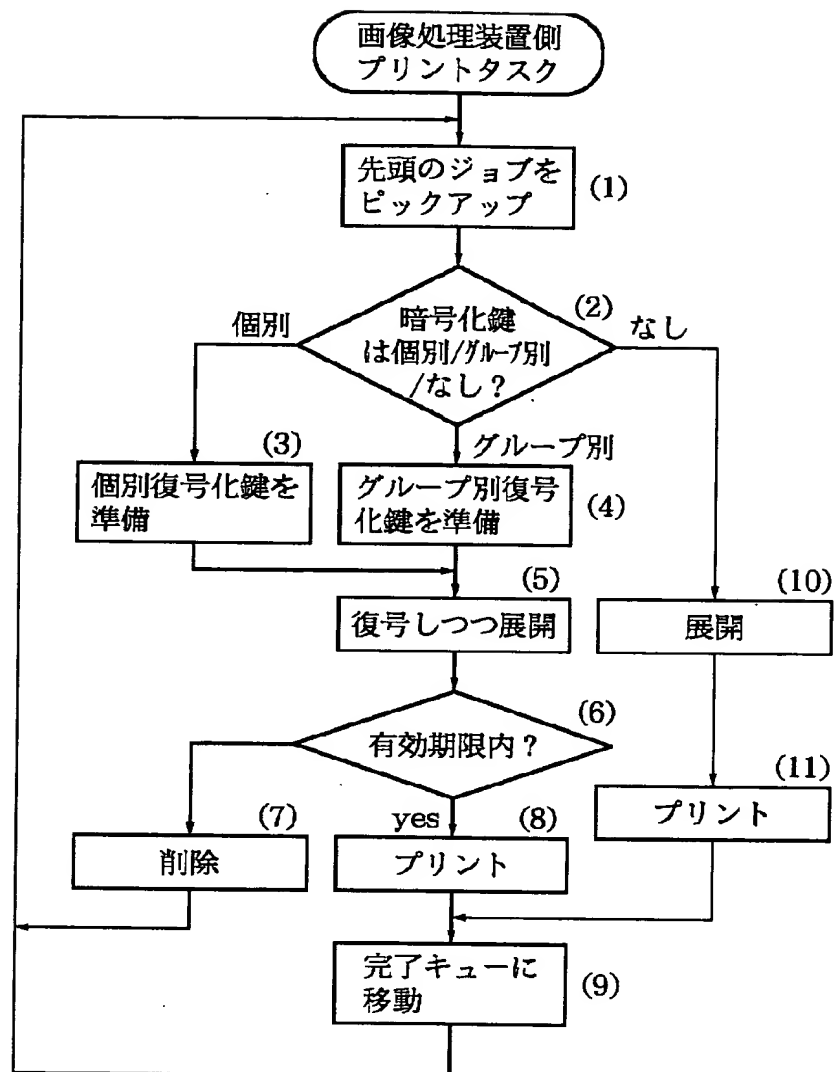 画像処理装置側
プリントタスク
先頭のジョブを
ピックアップ
(1)
(2)
暗号化鍵
は個別/グループ別
/なし？
個別
なし
グループ別
(3)
個別復号化鍵を
準備
グループ別復号
化鍵を準備
(4)
(5)
復号しつつ展開
(10)
展開
(6)
有効期限内？
(11)
プリント
(7)
削除
yes
(8)
プリント
完了キューに
移動
(9)